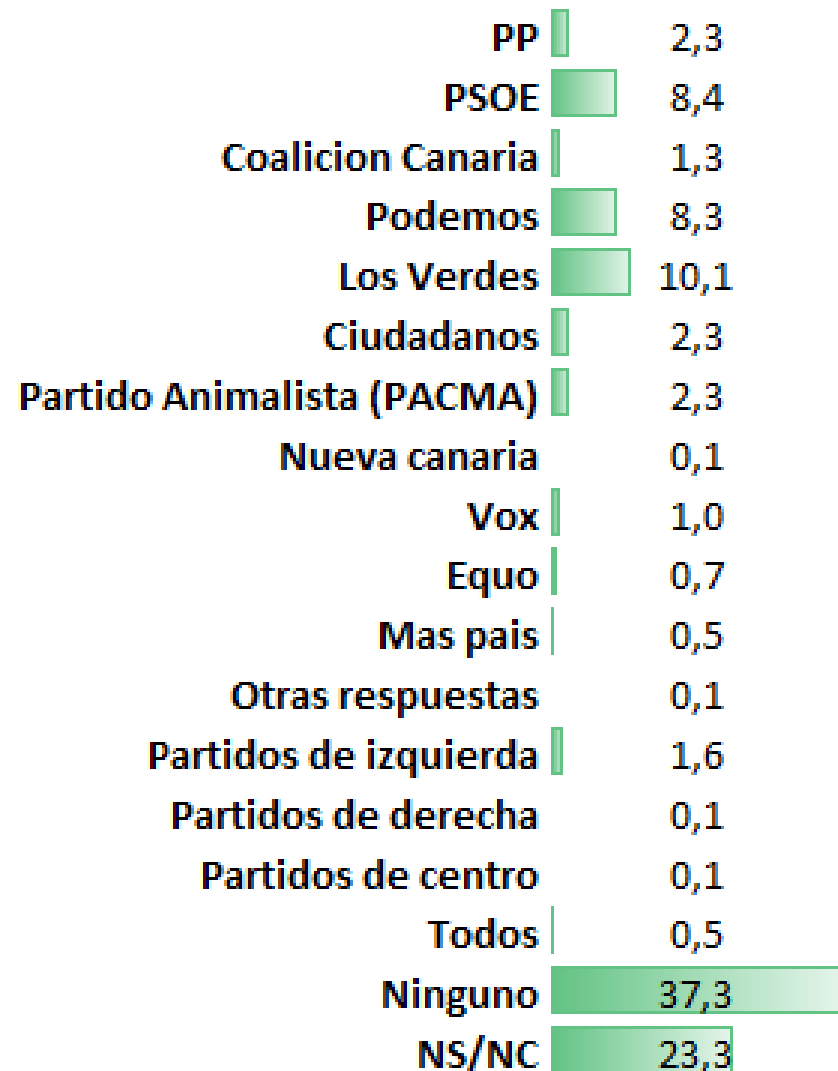 PP 2,3
PSOE 8,4
Coalicion Canaria 1,3
Podemos 8,3
Los Verdes 10,1
Ciudadanos 2,3
Partido Animalista (PACMA) 2,3
Nueva canaria 0,1
Vox 1,0
Equo 0,7
Mas pais 0,5
Otras respuestas 0,1
Partidos de izquierda 1,6
Partidos de derecha 0,1
Partidos de centro 0,1
Todos 0,5
Ninguno 37,3
NS/NC 23,3